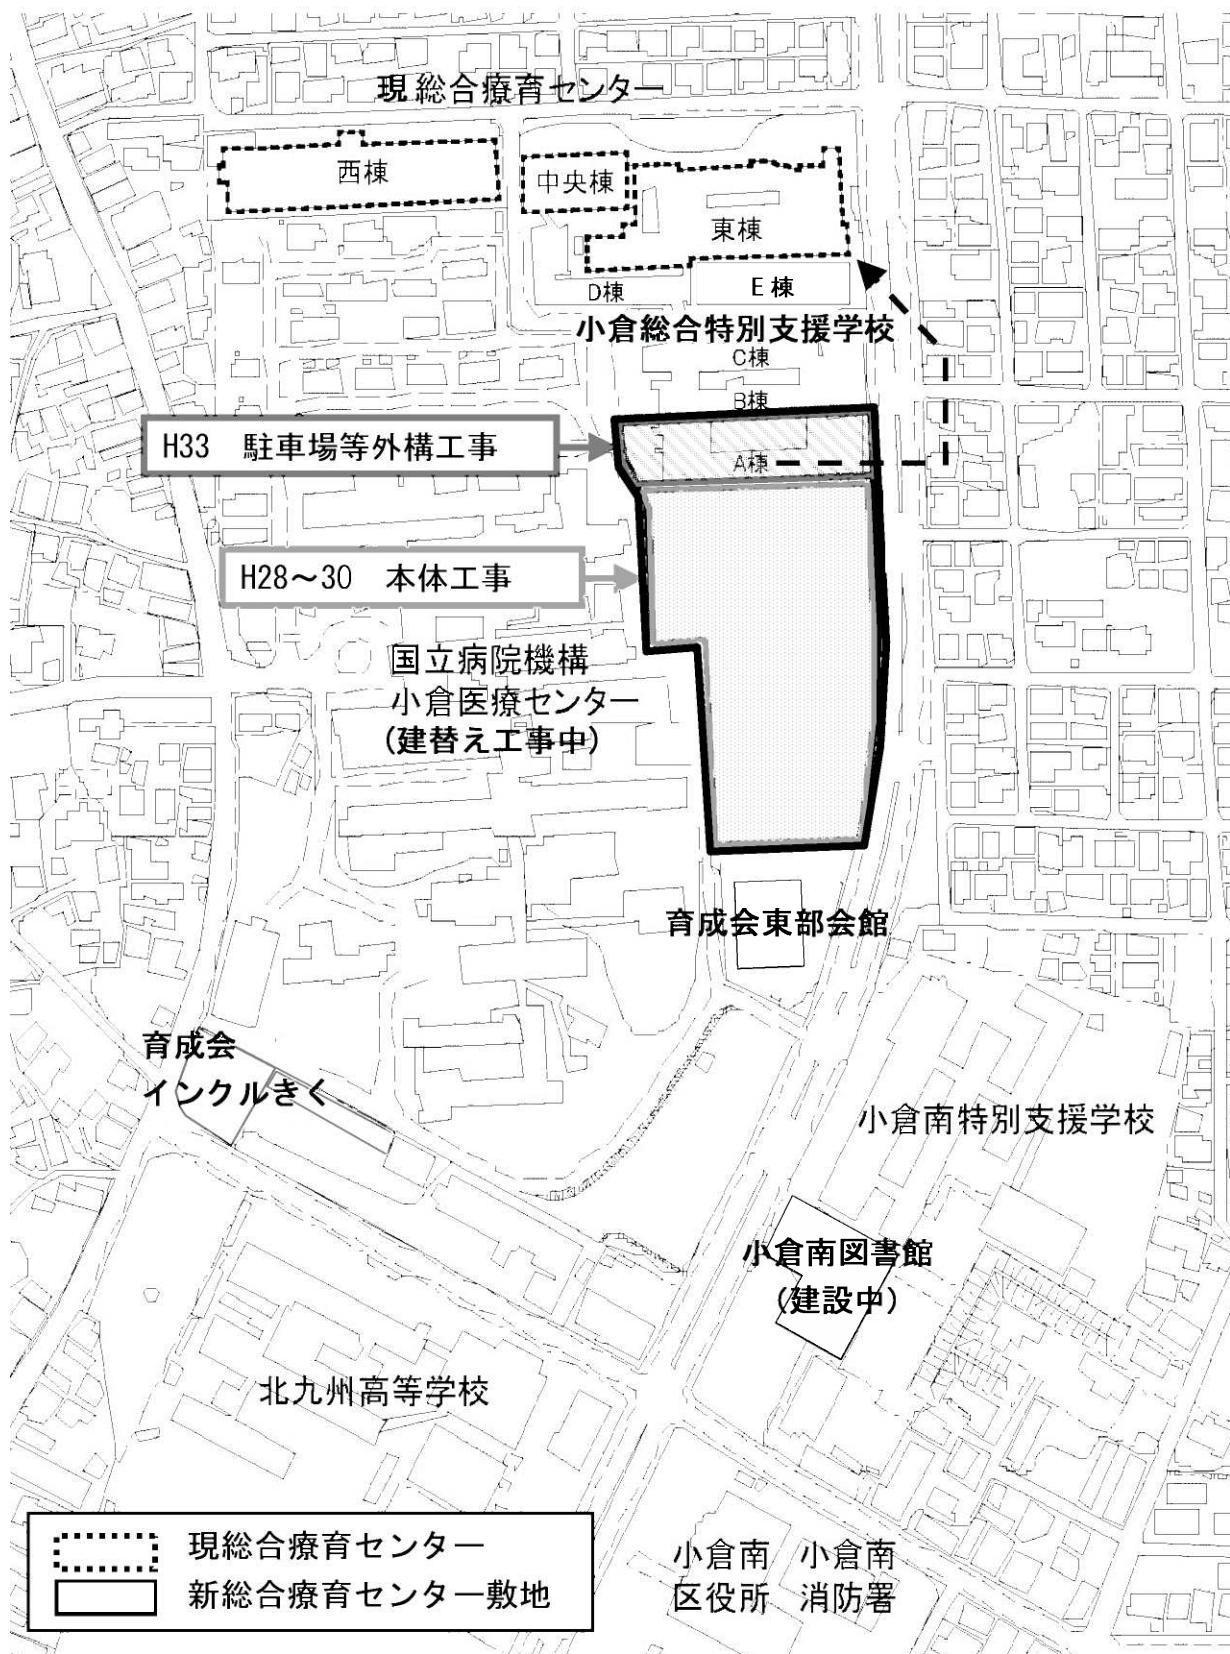 現総合療育センター
西棟
中央棟
東棟
D棟
E棟
小倉総合特別支援学校
C棟
B棟
H33 駐車場等外構工事
A棟
H28～30 本体工事
国立病院機構
小倉医療センター
(建替え工事中)
育成会東部会館
育成会
インクルきく
小倉南特別支援学校
小倉南図書館
(建設中)
北九州高等学校
現総合療育センター
新総合療育センター敷地
小倉南
区役所
小倉南
消防署